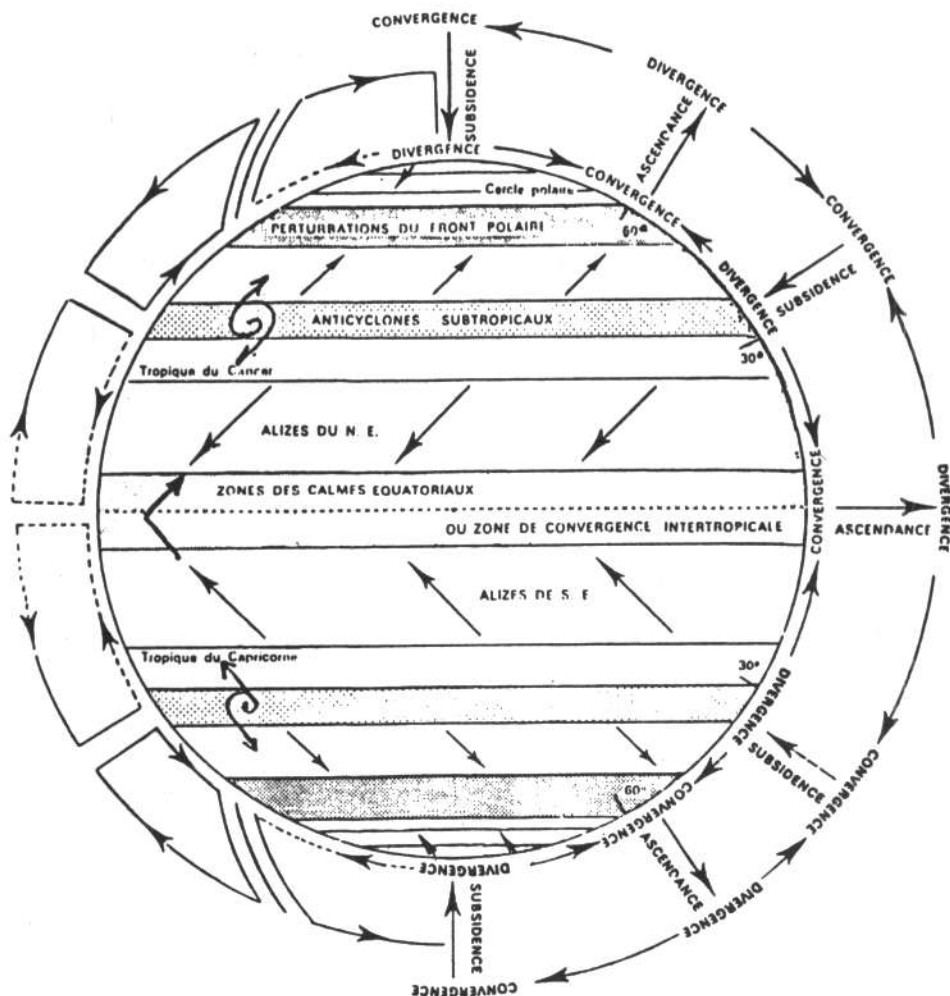 CONVERGENCE
SUBSIDENCE
DIVERGENCE
ASCENDANCE
DIVERGENCE
CONVERGENCE
Cercle polaire
60°
PERTURBATIONS DU FRONT POLAIRE
CONVERGENCE
SUBSIDENCE
DIVERGENCE
ANTICYCLONES SUBTROPICAUX
30°
Tropique du Cancer
ALIZES DU N. E.
ZONES DES CALMES EQUATORIAUX
CONVERGENCE
ASCENDANCE
DIVERGENCE
OU ZONE DE CONVERGENCE INTERTROPICALE
ALIZES DE S. E
Tropique du Capricorne
30°
DIVERGENCE
SUBSIDENCE
CONVERGENCE
60°
CONVERGENCE
ASCENDANCE
DIVERGENCE
DIVERGENCE
SUBSIDENCE
CONVERGENCE